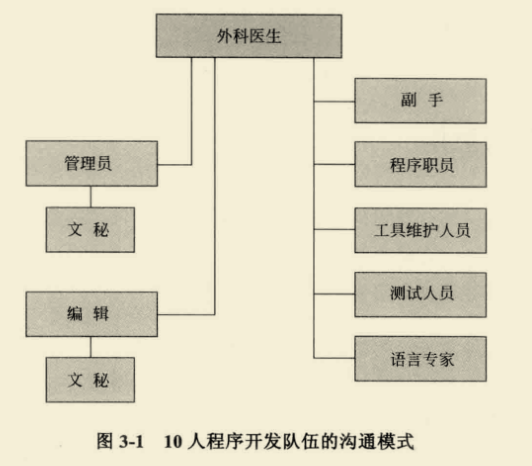 外科医生
副 手
管理员
程序职员
文 秘
工具维护人员
编 辑
测试人员
文 秘
语言专家
图 3-1 10 人程序开发队伍的沟通模式